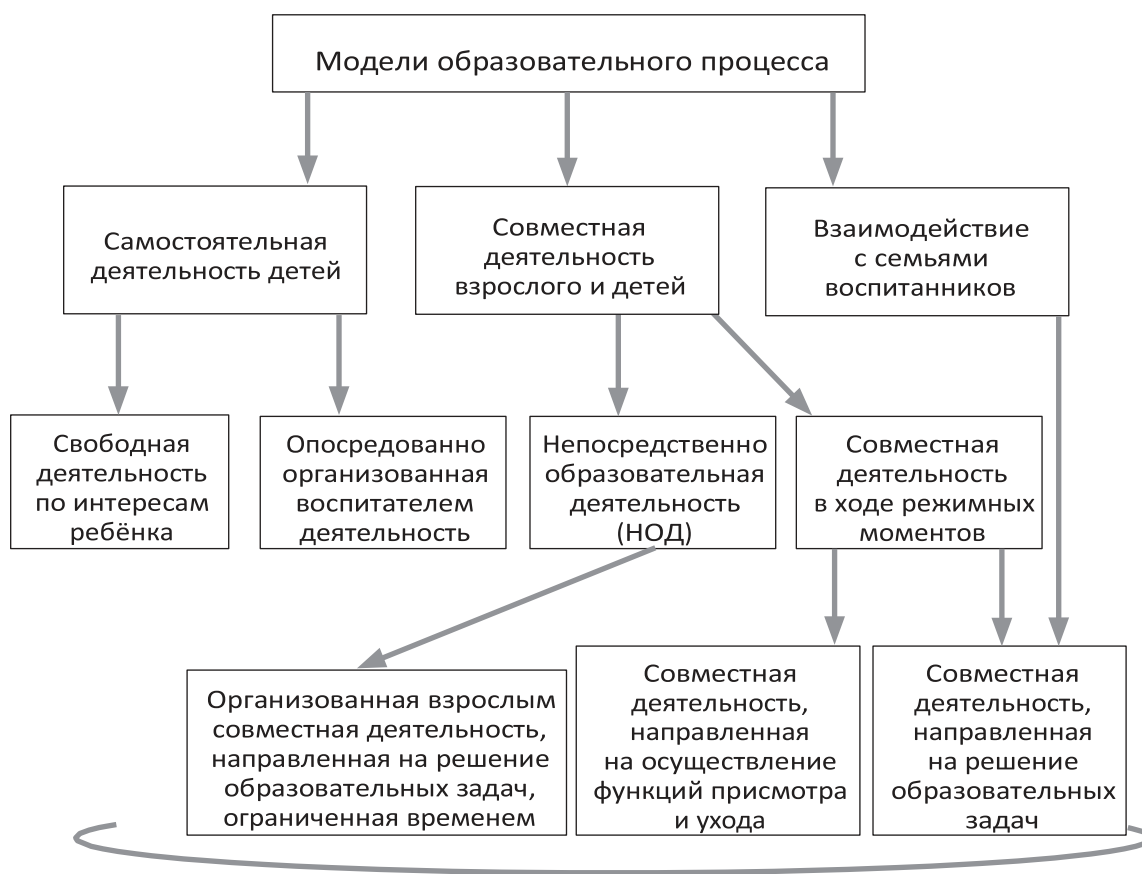 Модели образовательного процесса
Самостоятельная
деятельность детей
Совместная
деятельность
взрослого и детей
Взаимодействие
с семьями
воспитанников
Свободная
деятельность
по интересам
ребёнка
Опосредованно
организованная
воспитателем
деятельность
Непосредственно
образовательная
деятельность
(НОД)
Совместная
деятельность
в ходе режимных
моментов
Организованная взрослым
совместная деятельность,
направленная на решение
образовательных задач,
ограниченная временем
Совместная
деятельность,
направленная
на осуществление
функций присмотра
и ухода
Совместная
деятельность,
направленная
на решение
образовательных
задач